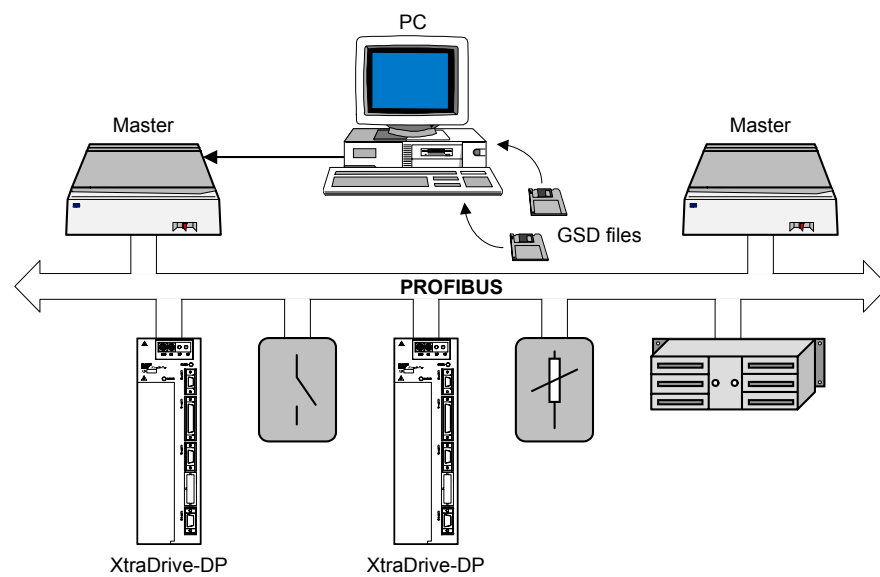 PC
Master
Master
GSD files
PROFIBUS
XtraDrive-DP
XtraDrive-DP